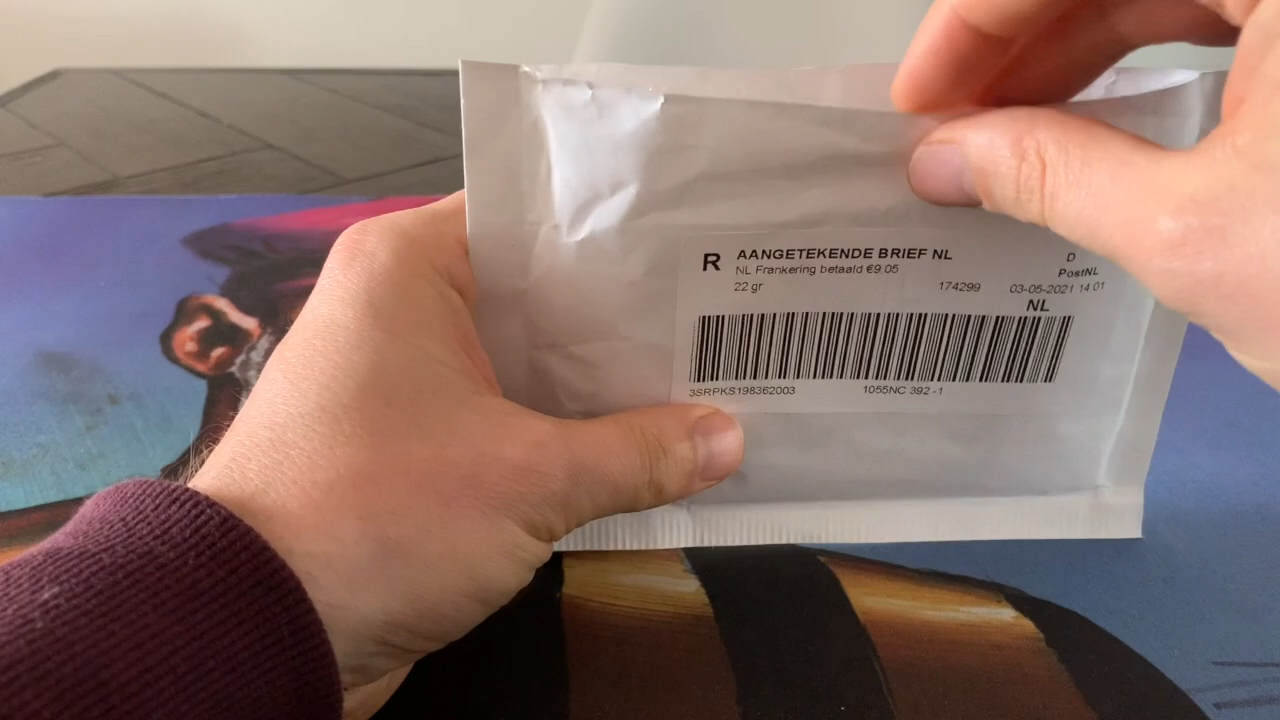 R AANGETEKENDE BRIEF NL D
NL Frankering betaald €9.05 PostNL
22 gr 174299 03-05-2021 14:01
NL
3SRPKS198362003 1055NC 392 -1